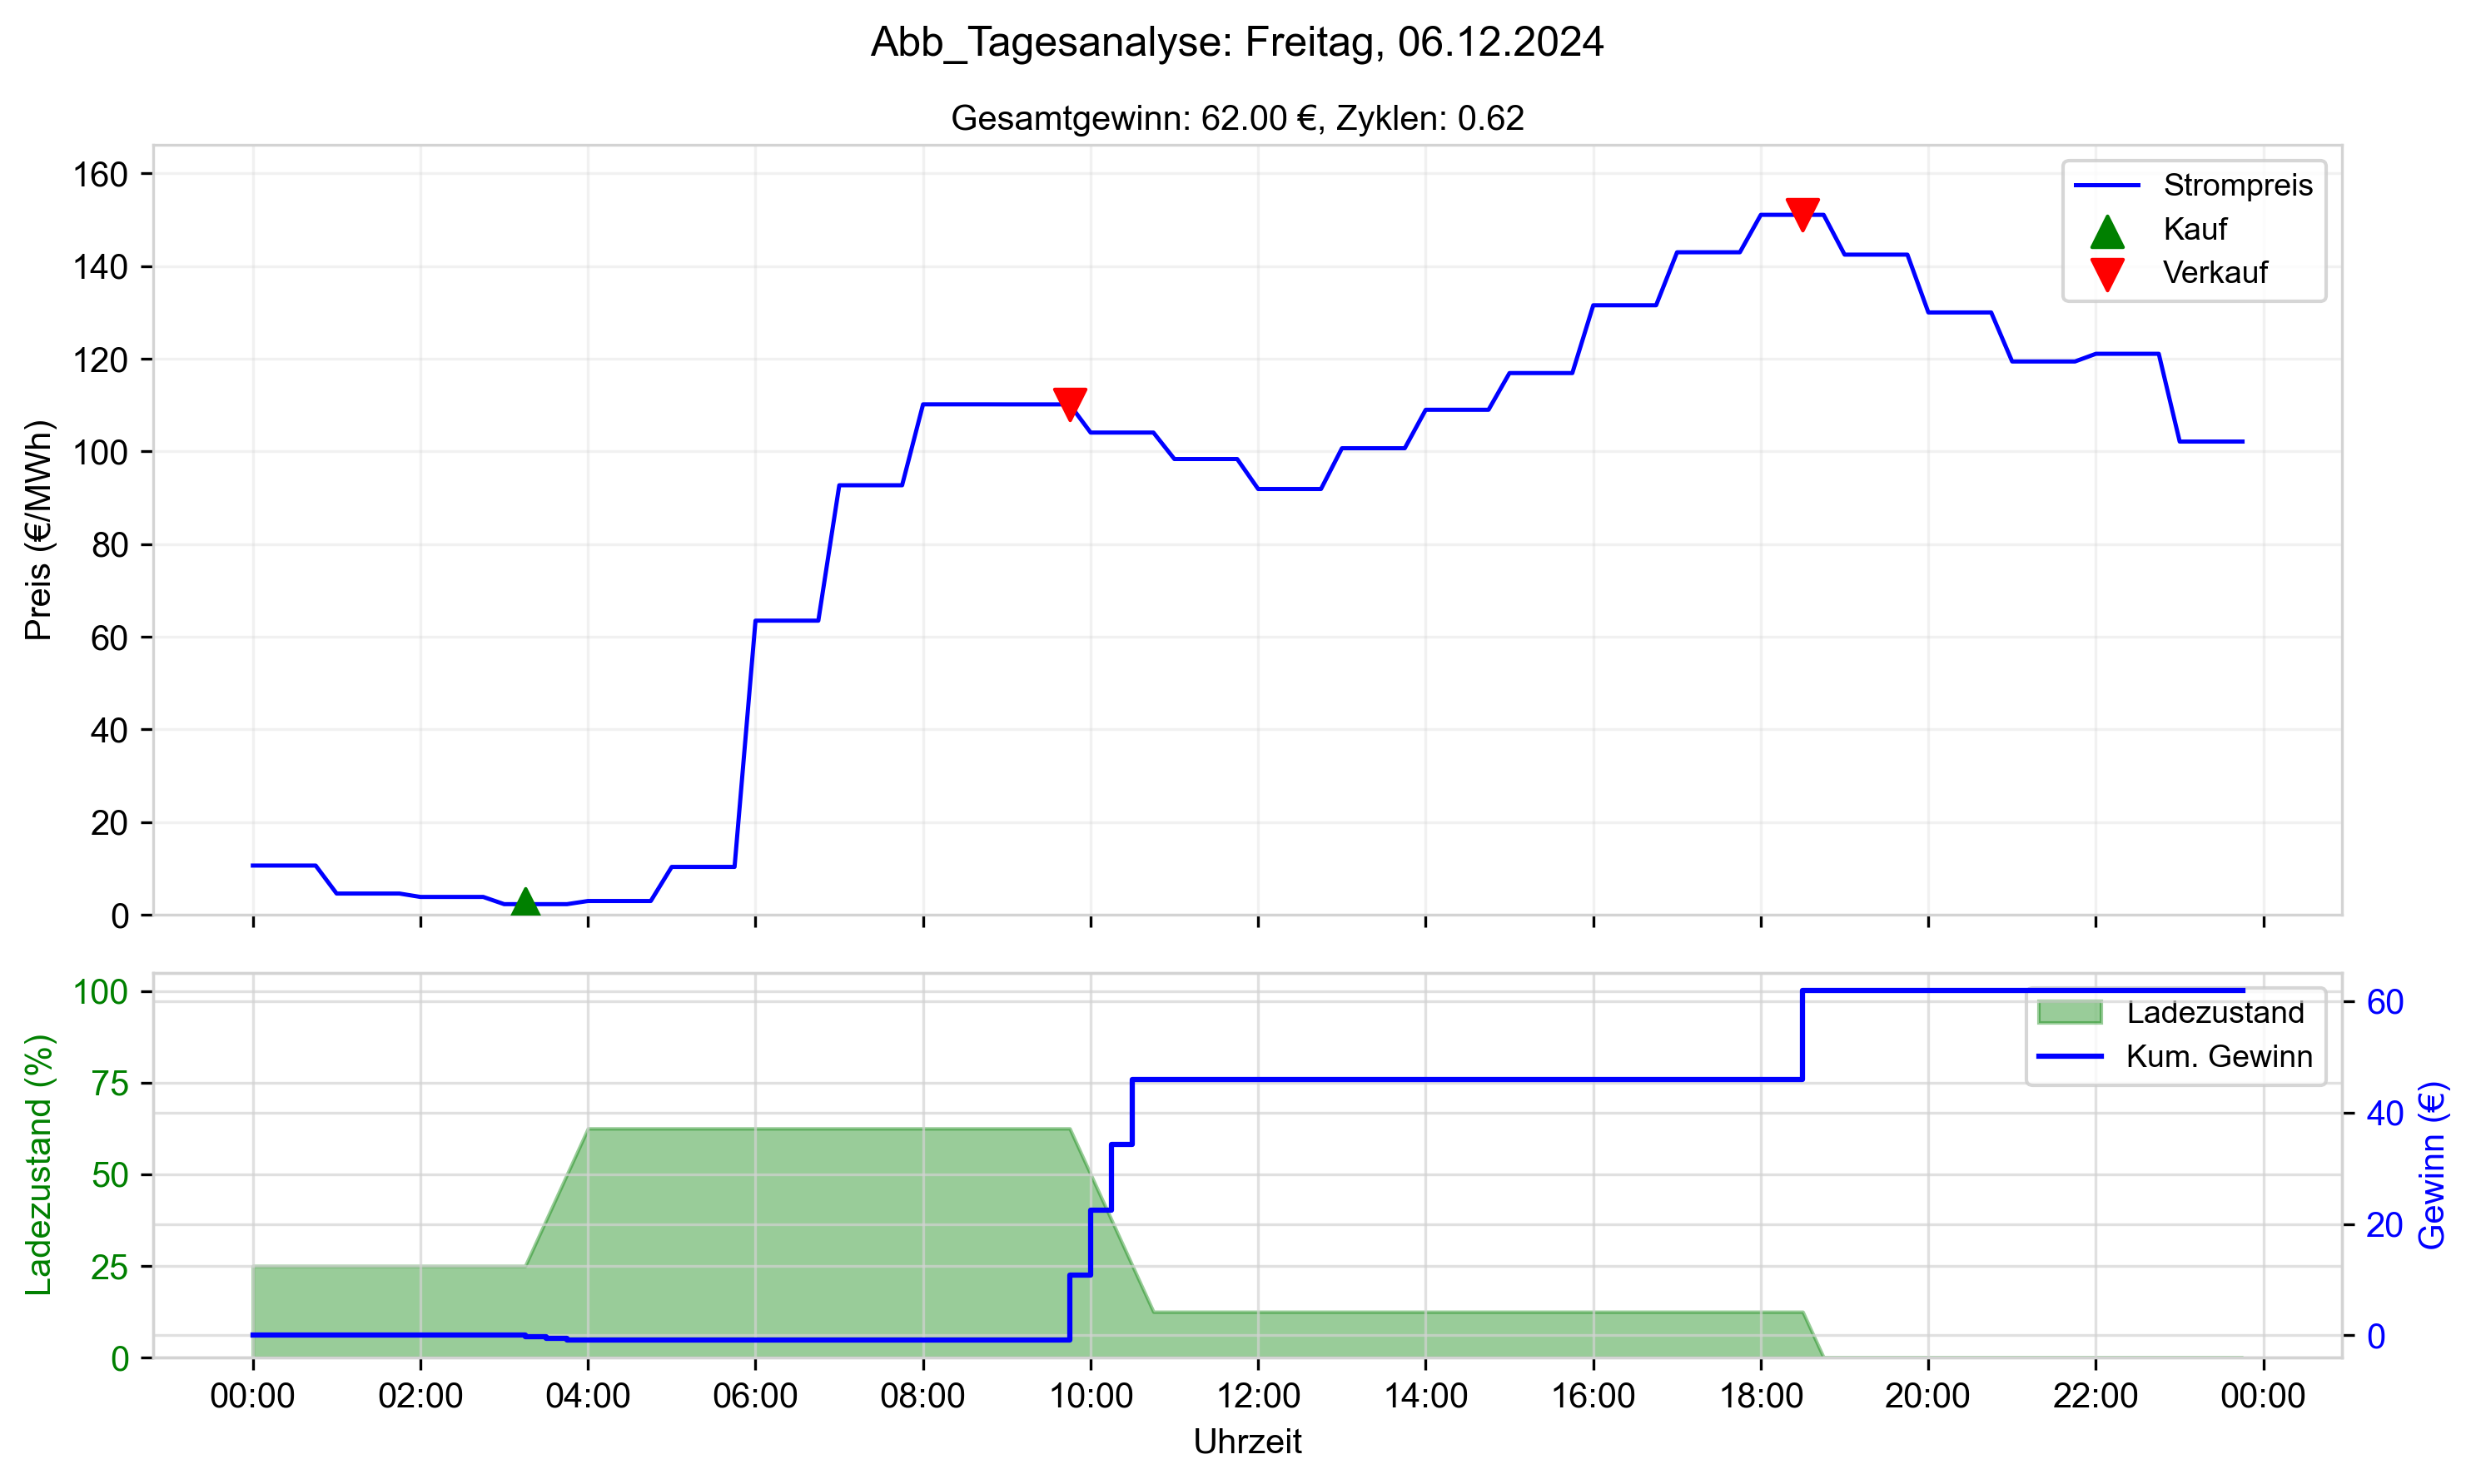 Abb_Tagesanalyse: Freitag, 06.12.2024
Gesamtgewinn: 62.00 €, Zyklen: 0.62
Preis (€/MWh)
160
140
120
100
80
60
40
20
0
Strompreis
Kauf
Verkauf
Ladezustand (%)
100
75
50
25
0
Ladezustand
Kum. Gewinn
60
40
20
0
Gewinn (€)
00:00 02:00 04:00 06:00 08:00 10:00 12:00 14:00 16:00 18:00 20:00 22:00 00:00
Uhrzeit